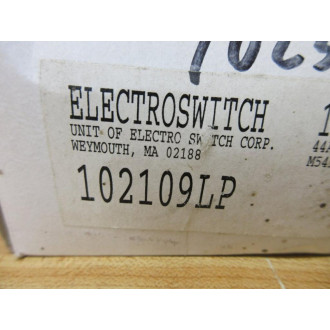 ELECTROSWITCH
UNIT OF ELECTRO SWITCH CORP.
WEYMOUTH, MA 02188
102109LP